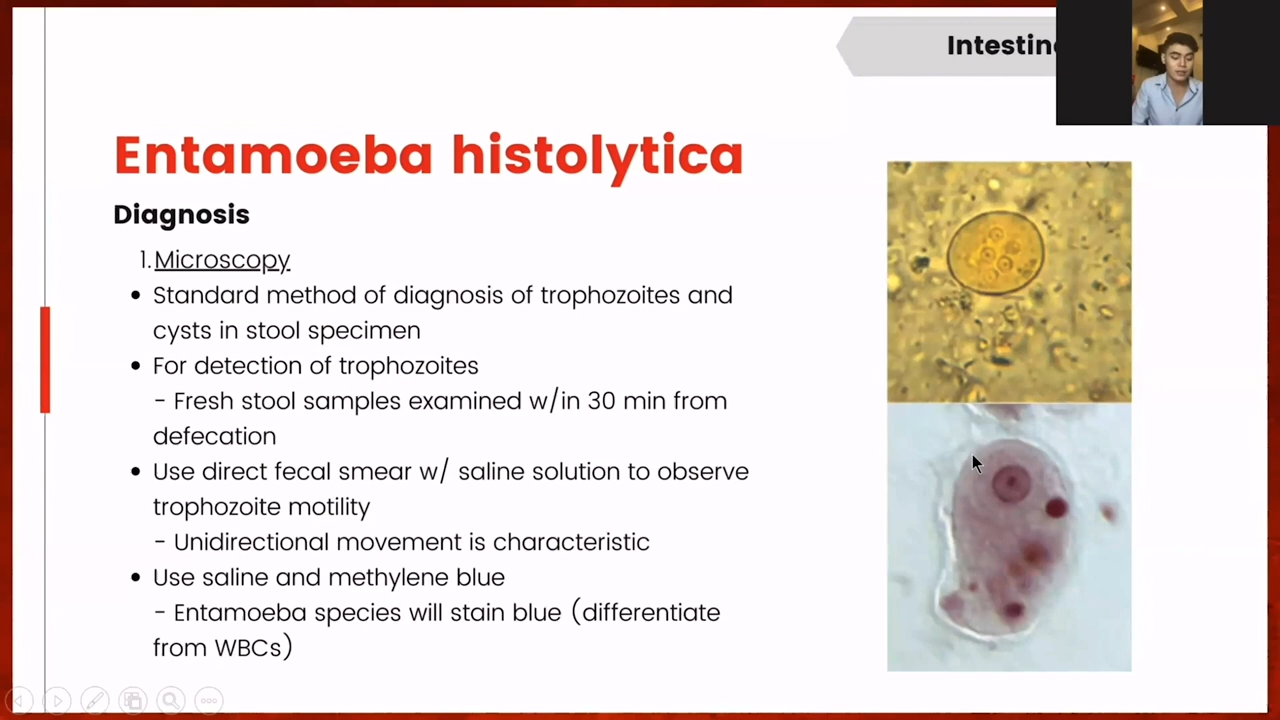 Entamoeba histolytica
Diagnosis
1. Microscopy
• Standard method of diagnosis of trophozoites and
cysts in stool specimen
• For detection of trophozoites
- Fresh stool samples examined w/in 30 min from
defecation
• Use direct fecal smear w/ saline solution to observe
trophozoite motility
- Unidirectional movement is characteristic
• Use saline and methylene blue
- Entamoeba species will stain blue (differentiate
from WBCs)